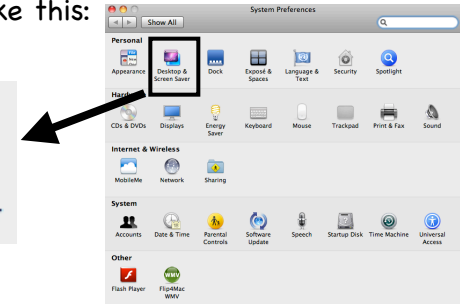 ke this:
System Preferences
Show All
Personal
Appearance Desktop & Screen Saver Dock Exposé & Spaces Language & Text Security Spotlight
Hardware
CDs & DVDs Displays Energy Saver Keyboard Mouse Trackpad Print & Fax Sound
Internet & Wireless
MobileMe Network Sharing
System
Accounts Date & Time Parental Controls Software Update Speech Startup Disk Time Machine Universal Access
Other
Flash Player Flip4Mac WMV